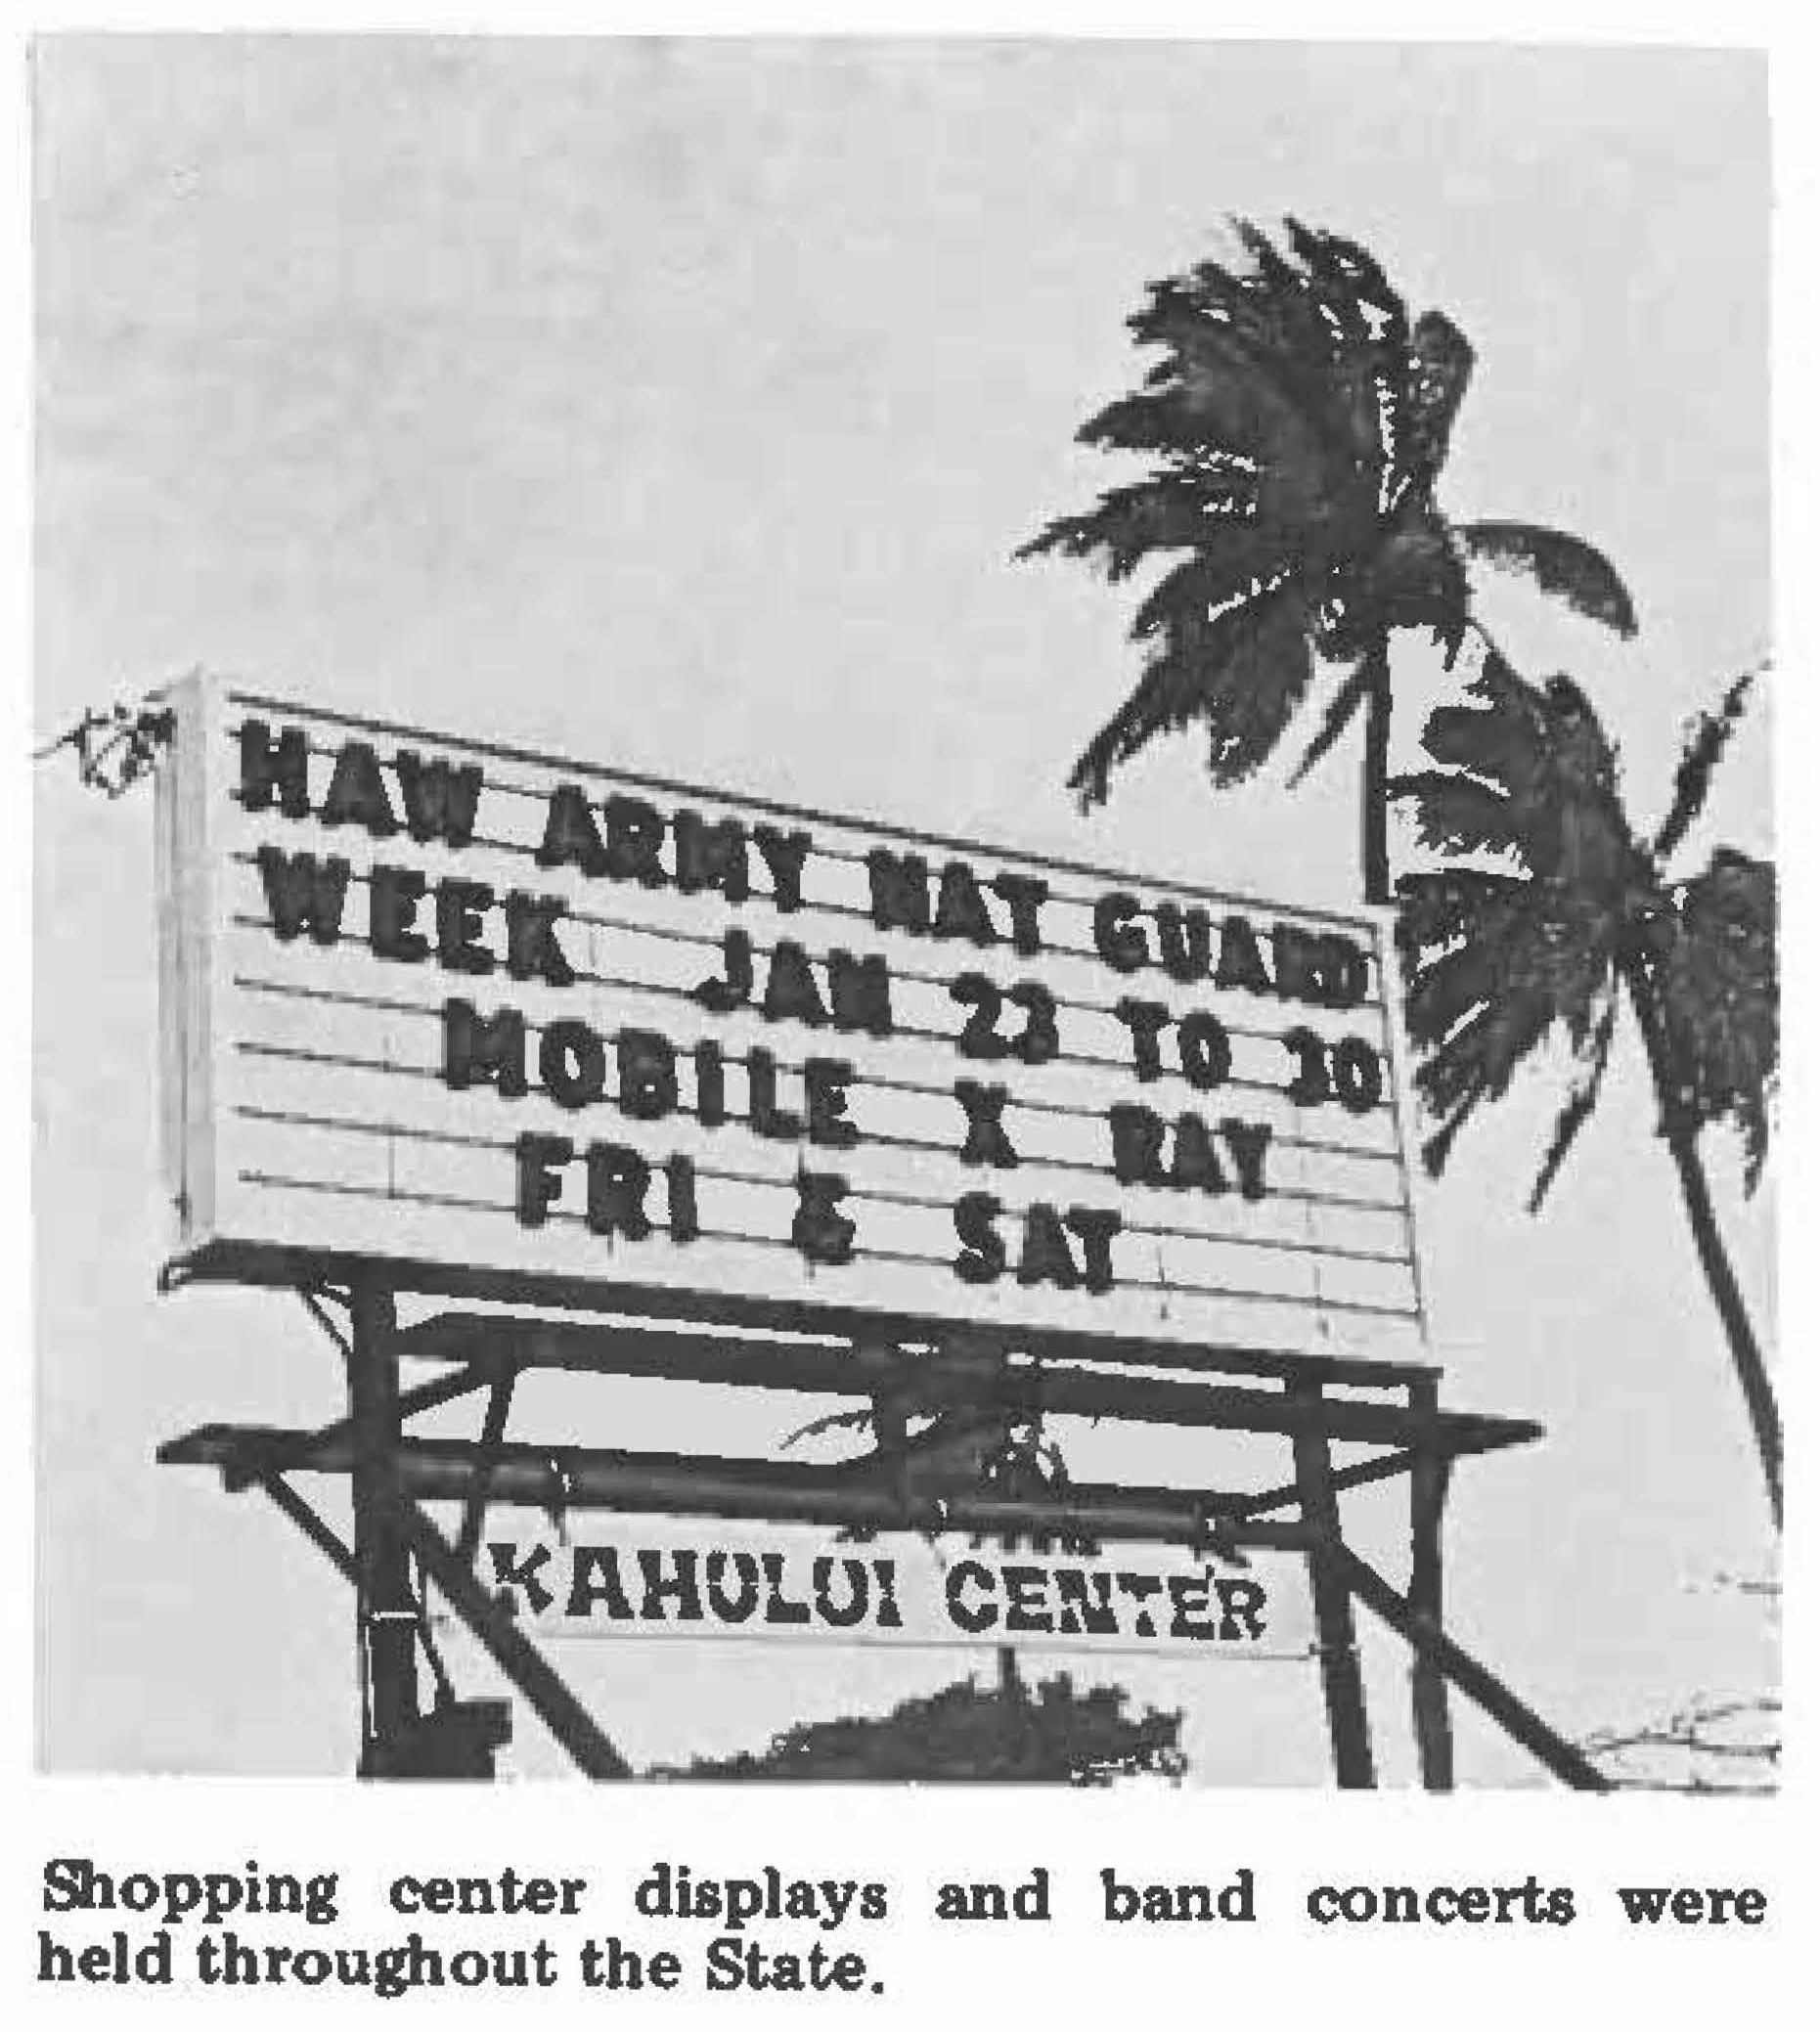 HAW ARMY NAT GUARD
WEEK JAN 23 TO 30
MOBILE X RAY
FRI & SAT
KAHULUI CENTER
Shopping center displays and band concerts were
held throughout the State.